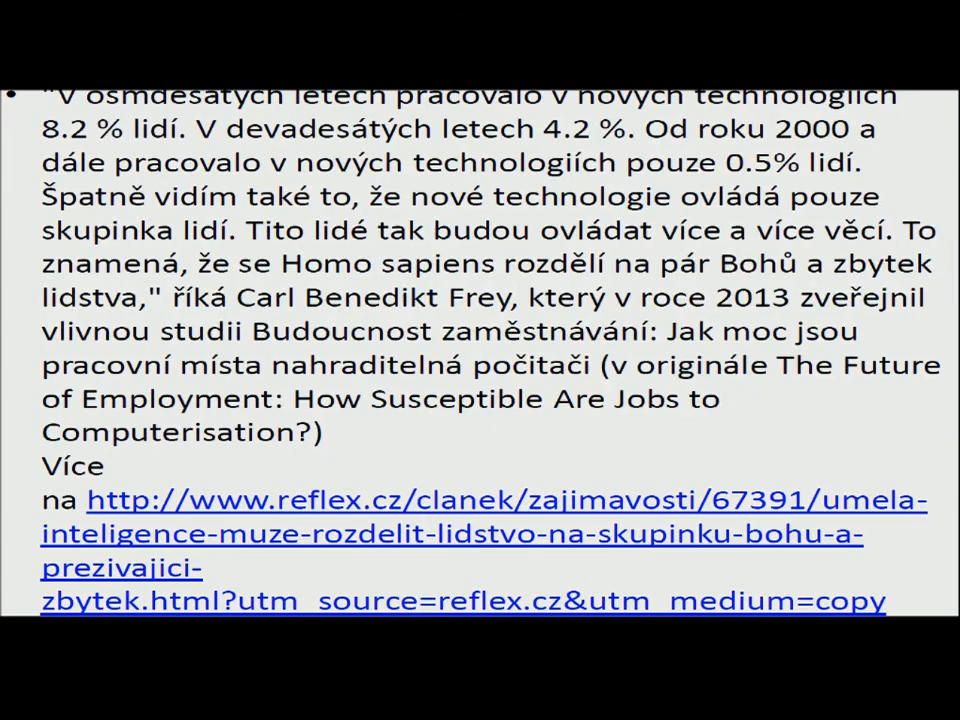 • "V osmdesátých letech pracovalo v nových technologiích
8.2 % lidí. V devadesátých letech 4.2 %. Od roku 2000 a
dále pracovalo v nových technologiích pouze 0.5% lidí.
Špatně vidím také to, že nové technologie ovládá pouze
skupinka lidí. Tito lidé tak budou ovládat více a více věcí. To
znamená, že se Homo sapiens rozdělí na pár Bohů a zbytek
lidstva," říká Carl Benedikt Frey, který v roce 2013 zveřejnil
vlivnou studii Budoucnost zaměstnávání: Jak moc jsou
pracovní místa nahraditelná počitači (v originále The Future
of Employment: How Susceptible Are Jobs to
Computerisation?)
Více
na http://www.reflex.cz/clanek/zajimavosti/67391/umela-
inteligence-muze-rozdelit-lidstvo-na-skupinku-bohu-a-
prezivajici-
zbytek.html?utm_source=reflex.cz&utm_medium=copy